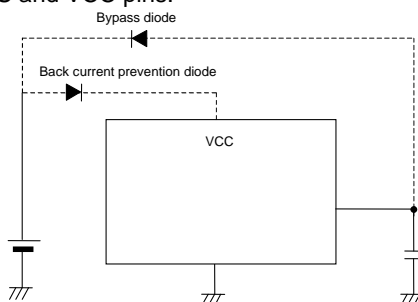 and VCC pins.
Bypass diode
Back current prevention diode
VCC